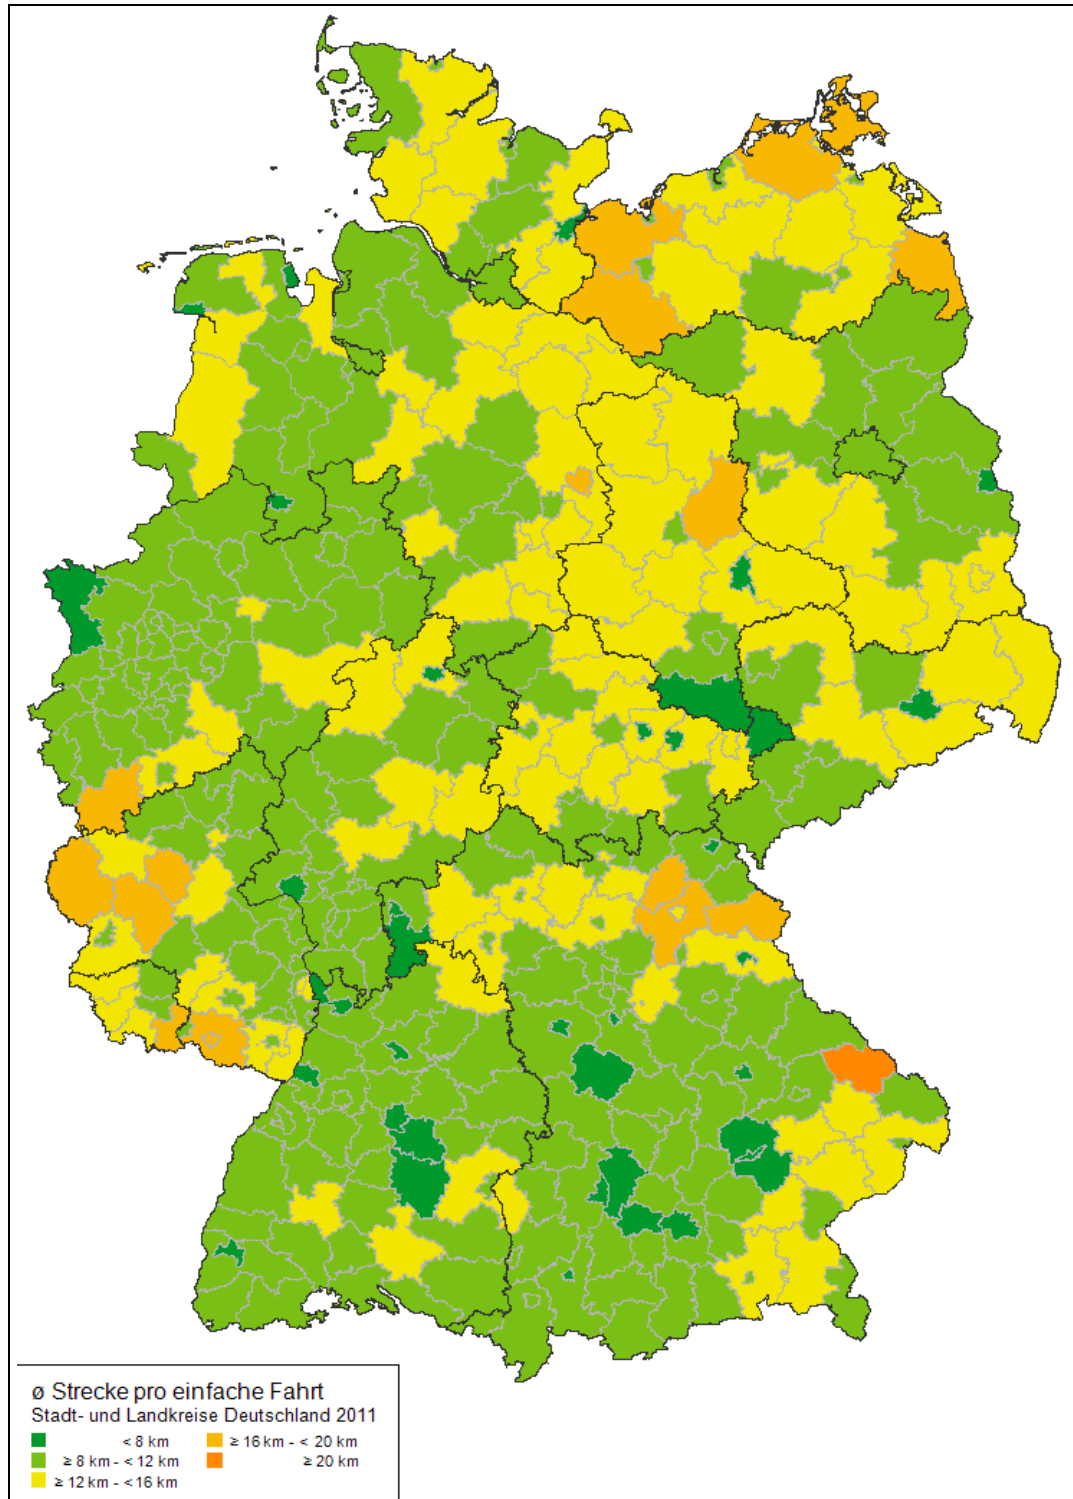 ø Strecke pro einfache Fahrt
Stadt- und Landkreise Deutschland 2011
< 8 km
≥ 8 km - < 12 km
≥ 12 km - < 16 km
≥ 16 km - < 20 km
≥ 20 km